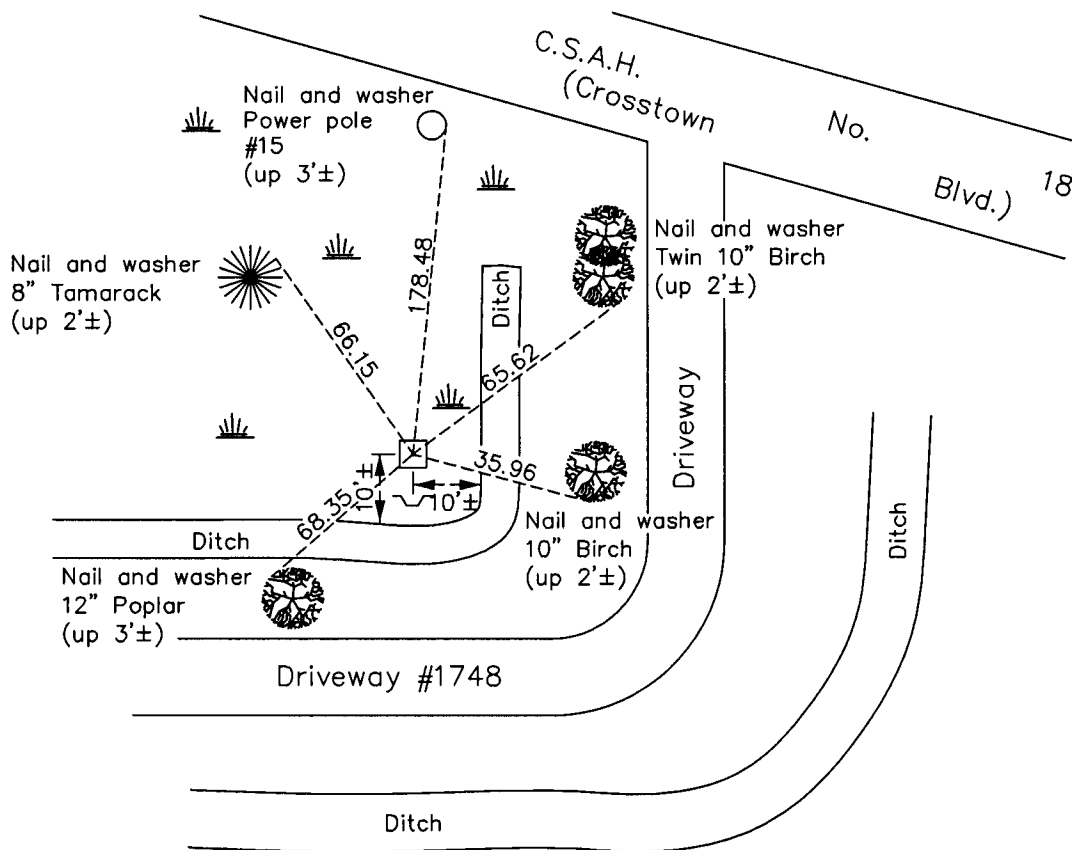 C.S.A.H. No. 18
(Crosstown Blvd.)
Nail and washer
Power pole
#15
(up 3'±)
Nail and washer
8" Tamarack
(up 2'±)
Nail and washer
Twin 10" Birch
(up 2'±)
178.48
66.15
Ditch
65.62
Driveway
35.96
10'±
10'±
68.35
Nail and washer
10" Birch
(up 2'±)
Ditch
Ditch
Nail and washer
12" Poplar
(up 3'±)
Driveway #1748
Ditch